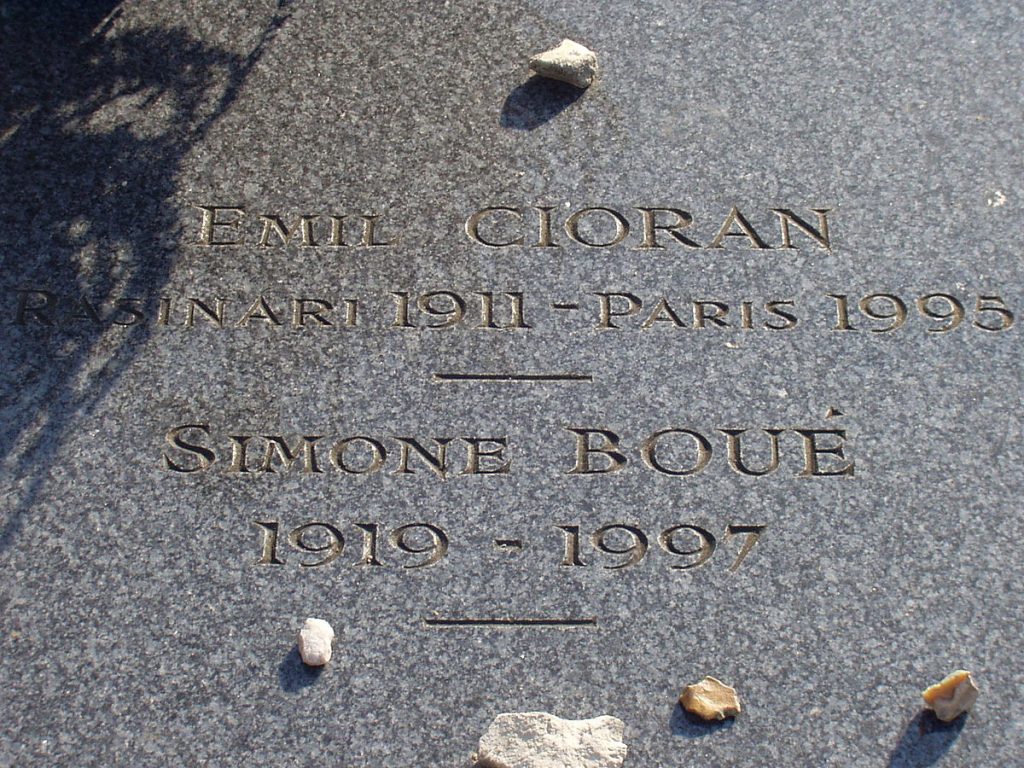 Emil CIORAN
RASINARI 1911 - PARIS 1995
SIMONE BOUÉ
1919 - 1997